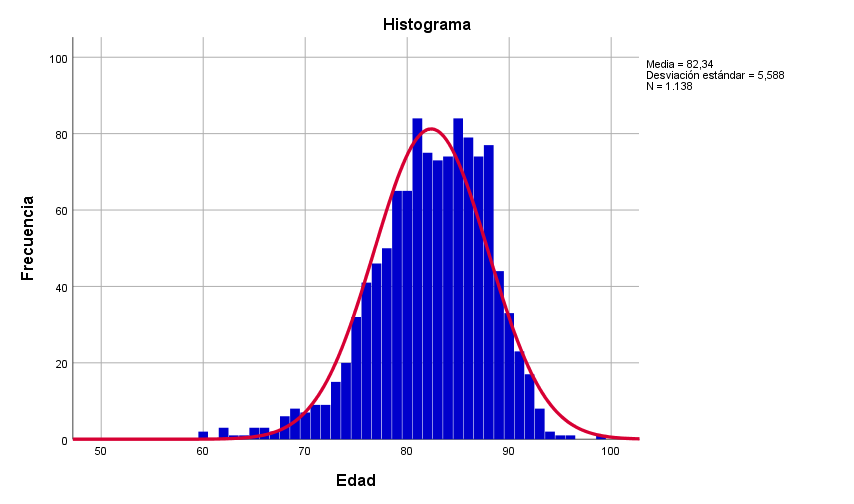 Histograma
Media = 82,34
Desviación estándar = 5,588
N = 1.138
Frecuencia
100
80
60
40
20
0
50
60
70
80
90
100
Edad